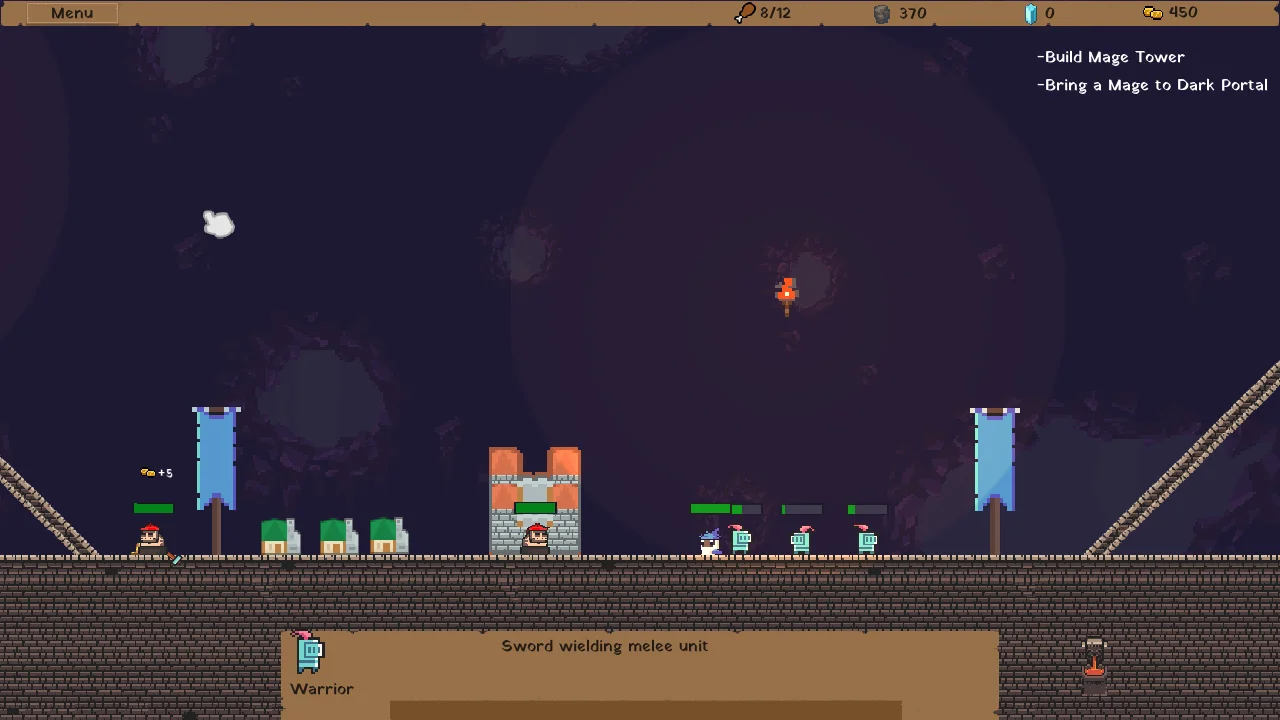 Menu 8/12 370 0 450
-Build Mage Tower
-Bring a Mage to Dark Portal
+5
Sword wielding melee unit
Warrior